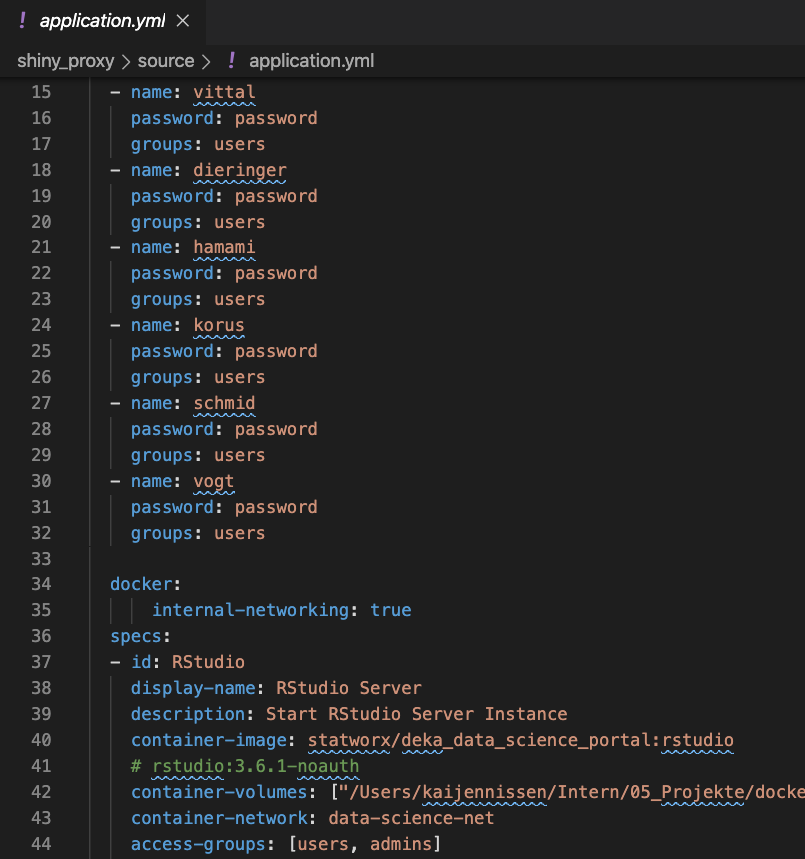 ! application.yml ×
shiny_proxy > source > ! application.yml
15 - name: vittal
16 password: password
17 groups: users
18 - name: dieringer
19 password: password
20 groups: users
21 - name: hamami
22 password: password
23 groups: users
24 - name: korus
25 password: password
26 groups: users
27 - name: schmid
28 password: password
29 groups: users
30 - name: vogt
31 password: password
32 groups: users
33
34 docker:
35 internal-networking: true
36 specs:
37 - id: RStudio
38 display-name: RStudio Server
39 description: Start RStudio Server Instance
40 container-image: statworx/deka_data_science_portal:rstudio
41 # rstudio:3.6.1-noauth
42 container-volumes: ["/Users/kaijennissen/Intern/05_Projekte/docke
43 container-network: data-science-net
44 access-groups: [users, admins]